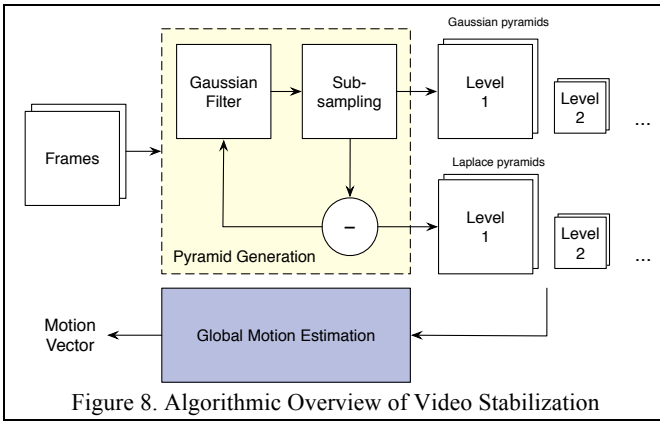 Gaussian pyramids
Gaussian
Filter
Sub-
sampling
Level
1
Level
2
...
Frames
Laplace pyramids
−
Level
1
Level
2
...
Pyramid Generation
Motion
Vector
Global Motion Estimation
Figure 8. Algorithmic Overview of Video Stabilization